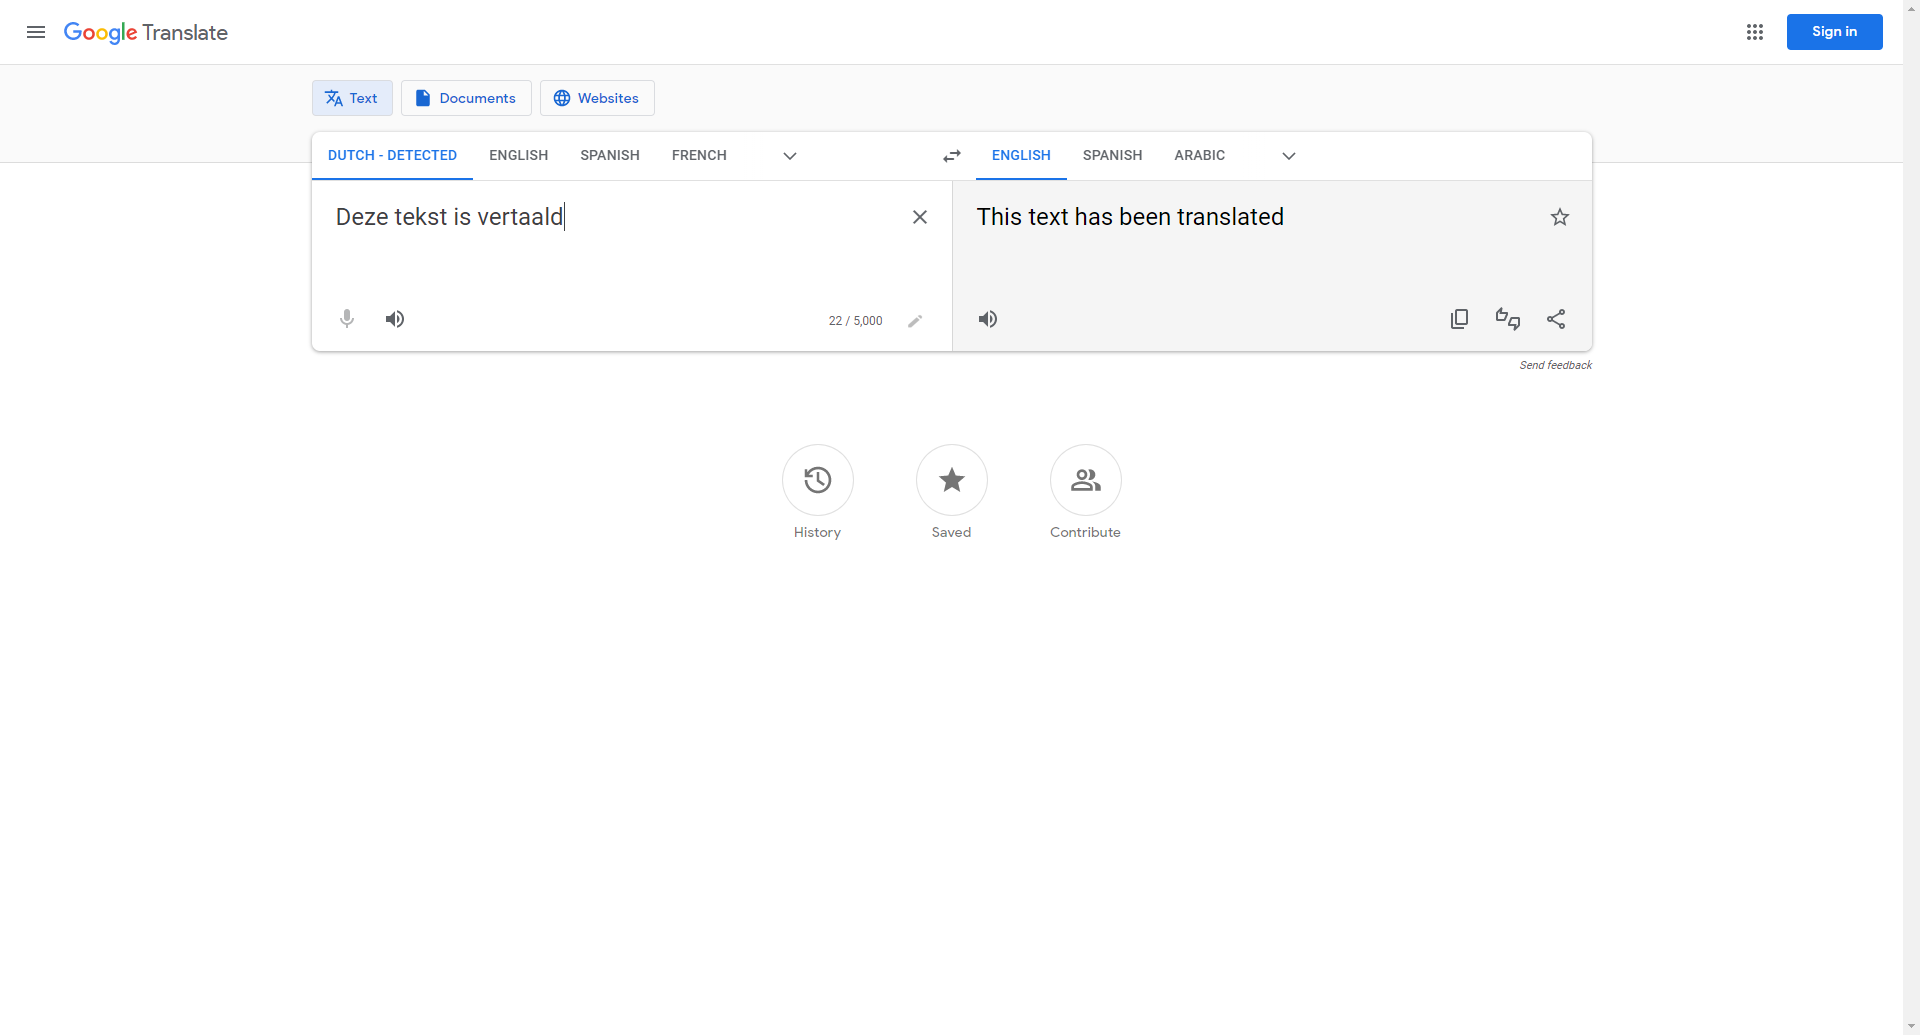 Google Translate
Sign in
Text
Documents
Websites
DUTCH - DETECTED
ENGLISH
SPANISH
FRENCH
ENGLISH
SPANISH
ARABIC
Deze tekst is vertaald
This text has been translated
22 / 5,000
Send feedback
History
Saved
Contribute